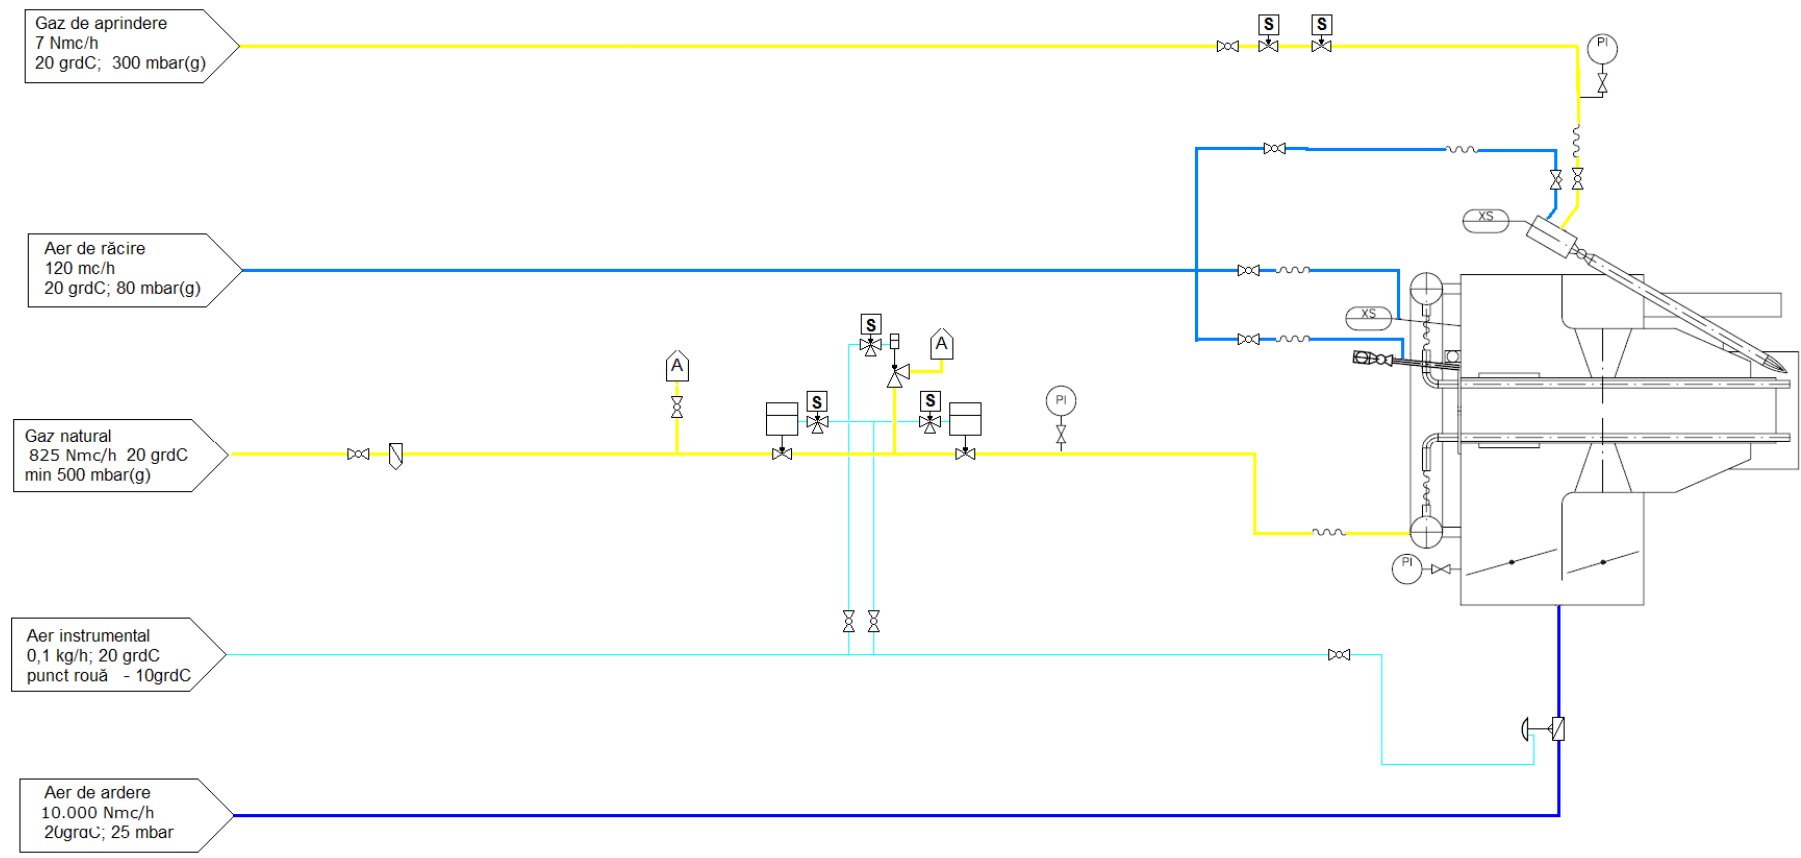 Gaz de aprindere
7 Nmc/h
20 grdC; 300 mbar(g)
S
S
PI
XS
Aer de răcire
120 mc/h
20 grdC; 80 mbar(g)
XS
S
A
A
S
S
PI
Gaz natural
825 Nmc/h 20 grdC
min 500 mbar(g)
PI
Aer instrumental
0,1 kg/h; 20 grdC
punct rouă - 10grdC
Aer de ardere
10.000 Nmc/h
20grdC; 25 mbar